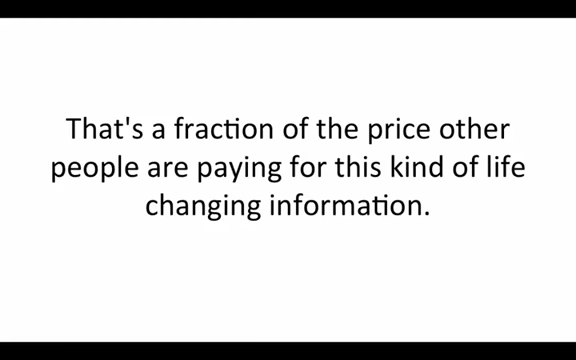 That's a fraction of the price other
people are paying for this kind of life
changing information.